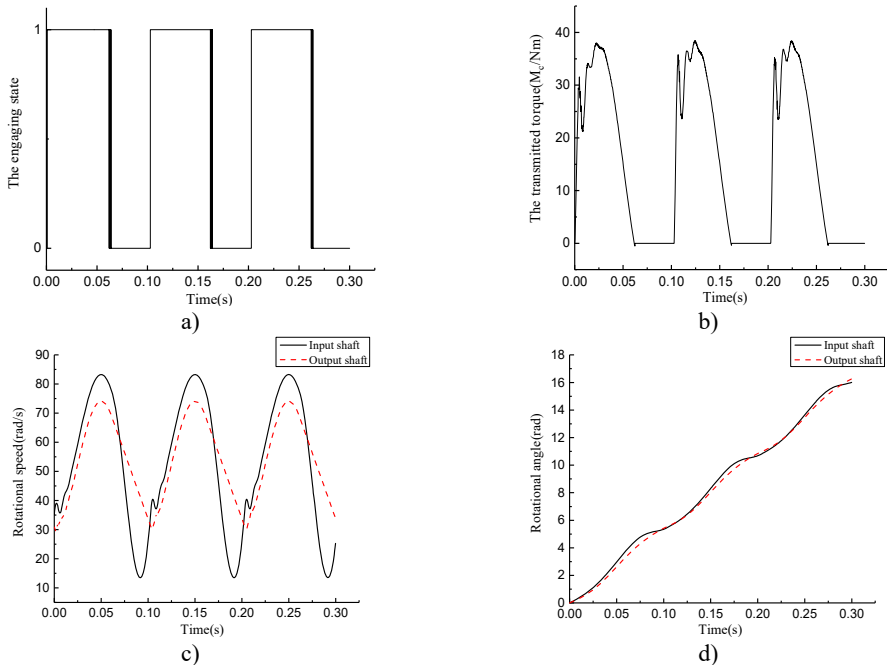 The engaging state
1
0
0.00 0.05 0.10 0.15 0.20 0.25 0.30
Time(s)
a)
The transmitted torque(Mc/Nm)
40
30
20
10
0
0.00 0.05 0.10 0.15 0.20 0.25 0.30
Time(s)
b)
Input shaft
Output shaft
Rotational speed(rad/s)
90
80
70
60
50
40
30
20
10
0.00 0.05 0.10 0.15 0.20 0.25 0.30
Time(s)
c)
Input shaft
Output shaft
Rotational angle(rad)
18
16
14
12
10
8
6
4
2
0
0.00 0.05 0.10 0.15 0.20 0.25 0.30
Time(s)
d)